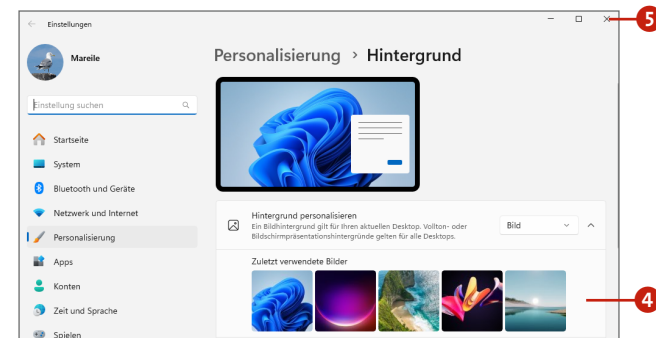 Einstellungen
5
Mareile
Personalisierung > Hintergrund
Einstellung suchen
Startseite
System
Bluetooth und Geräte
Netzwerk und Internet
Personalisierung
Apps
Konten
Zeit und Sprache
Spielen
Hintergrund personalisieren
Ein Bildhintergrund gilt für Ihren aktuellen Desktop. Vollton- oder
Bildschirmpräsentationshintergründe gelten für alle Desktops.
Bild
Zuletzt verwendete Bilder
4